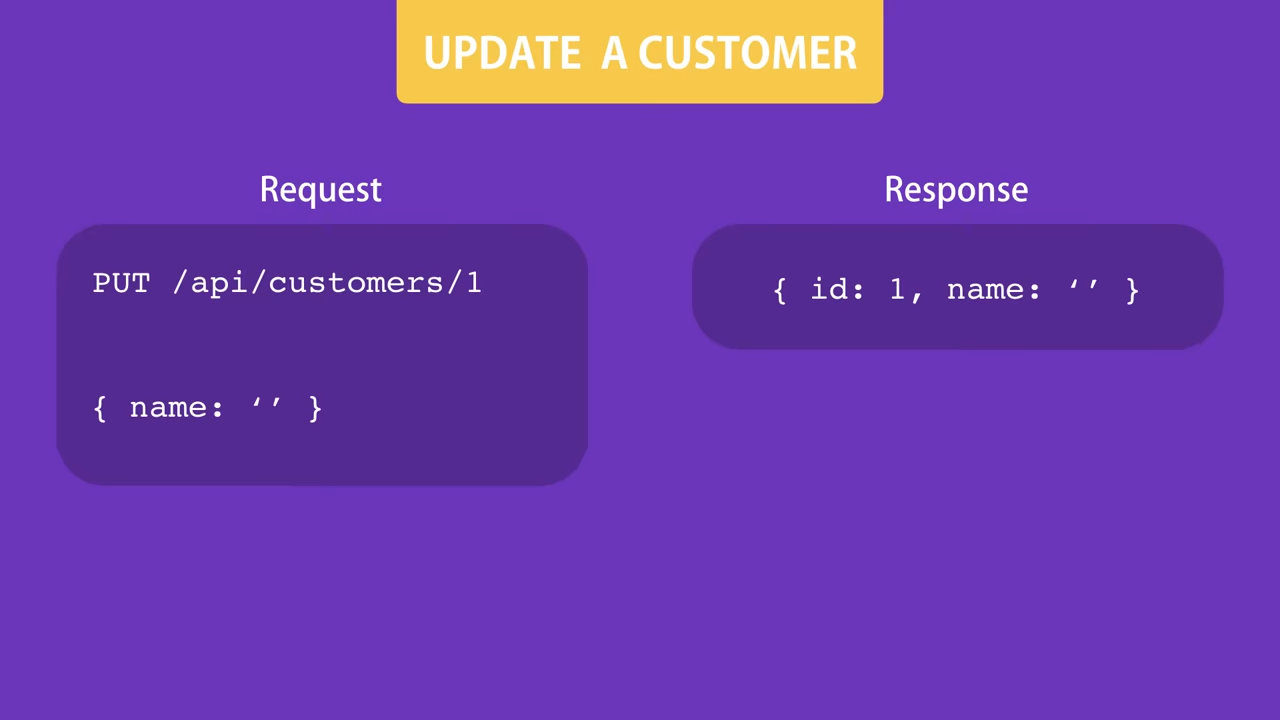 UPDATE A CUSTOMER
Request
PUT /api/customers/1
{ name: ‘’ }
Response
{ id: 1, name: ‘’ }